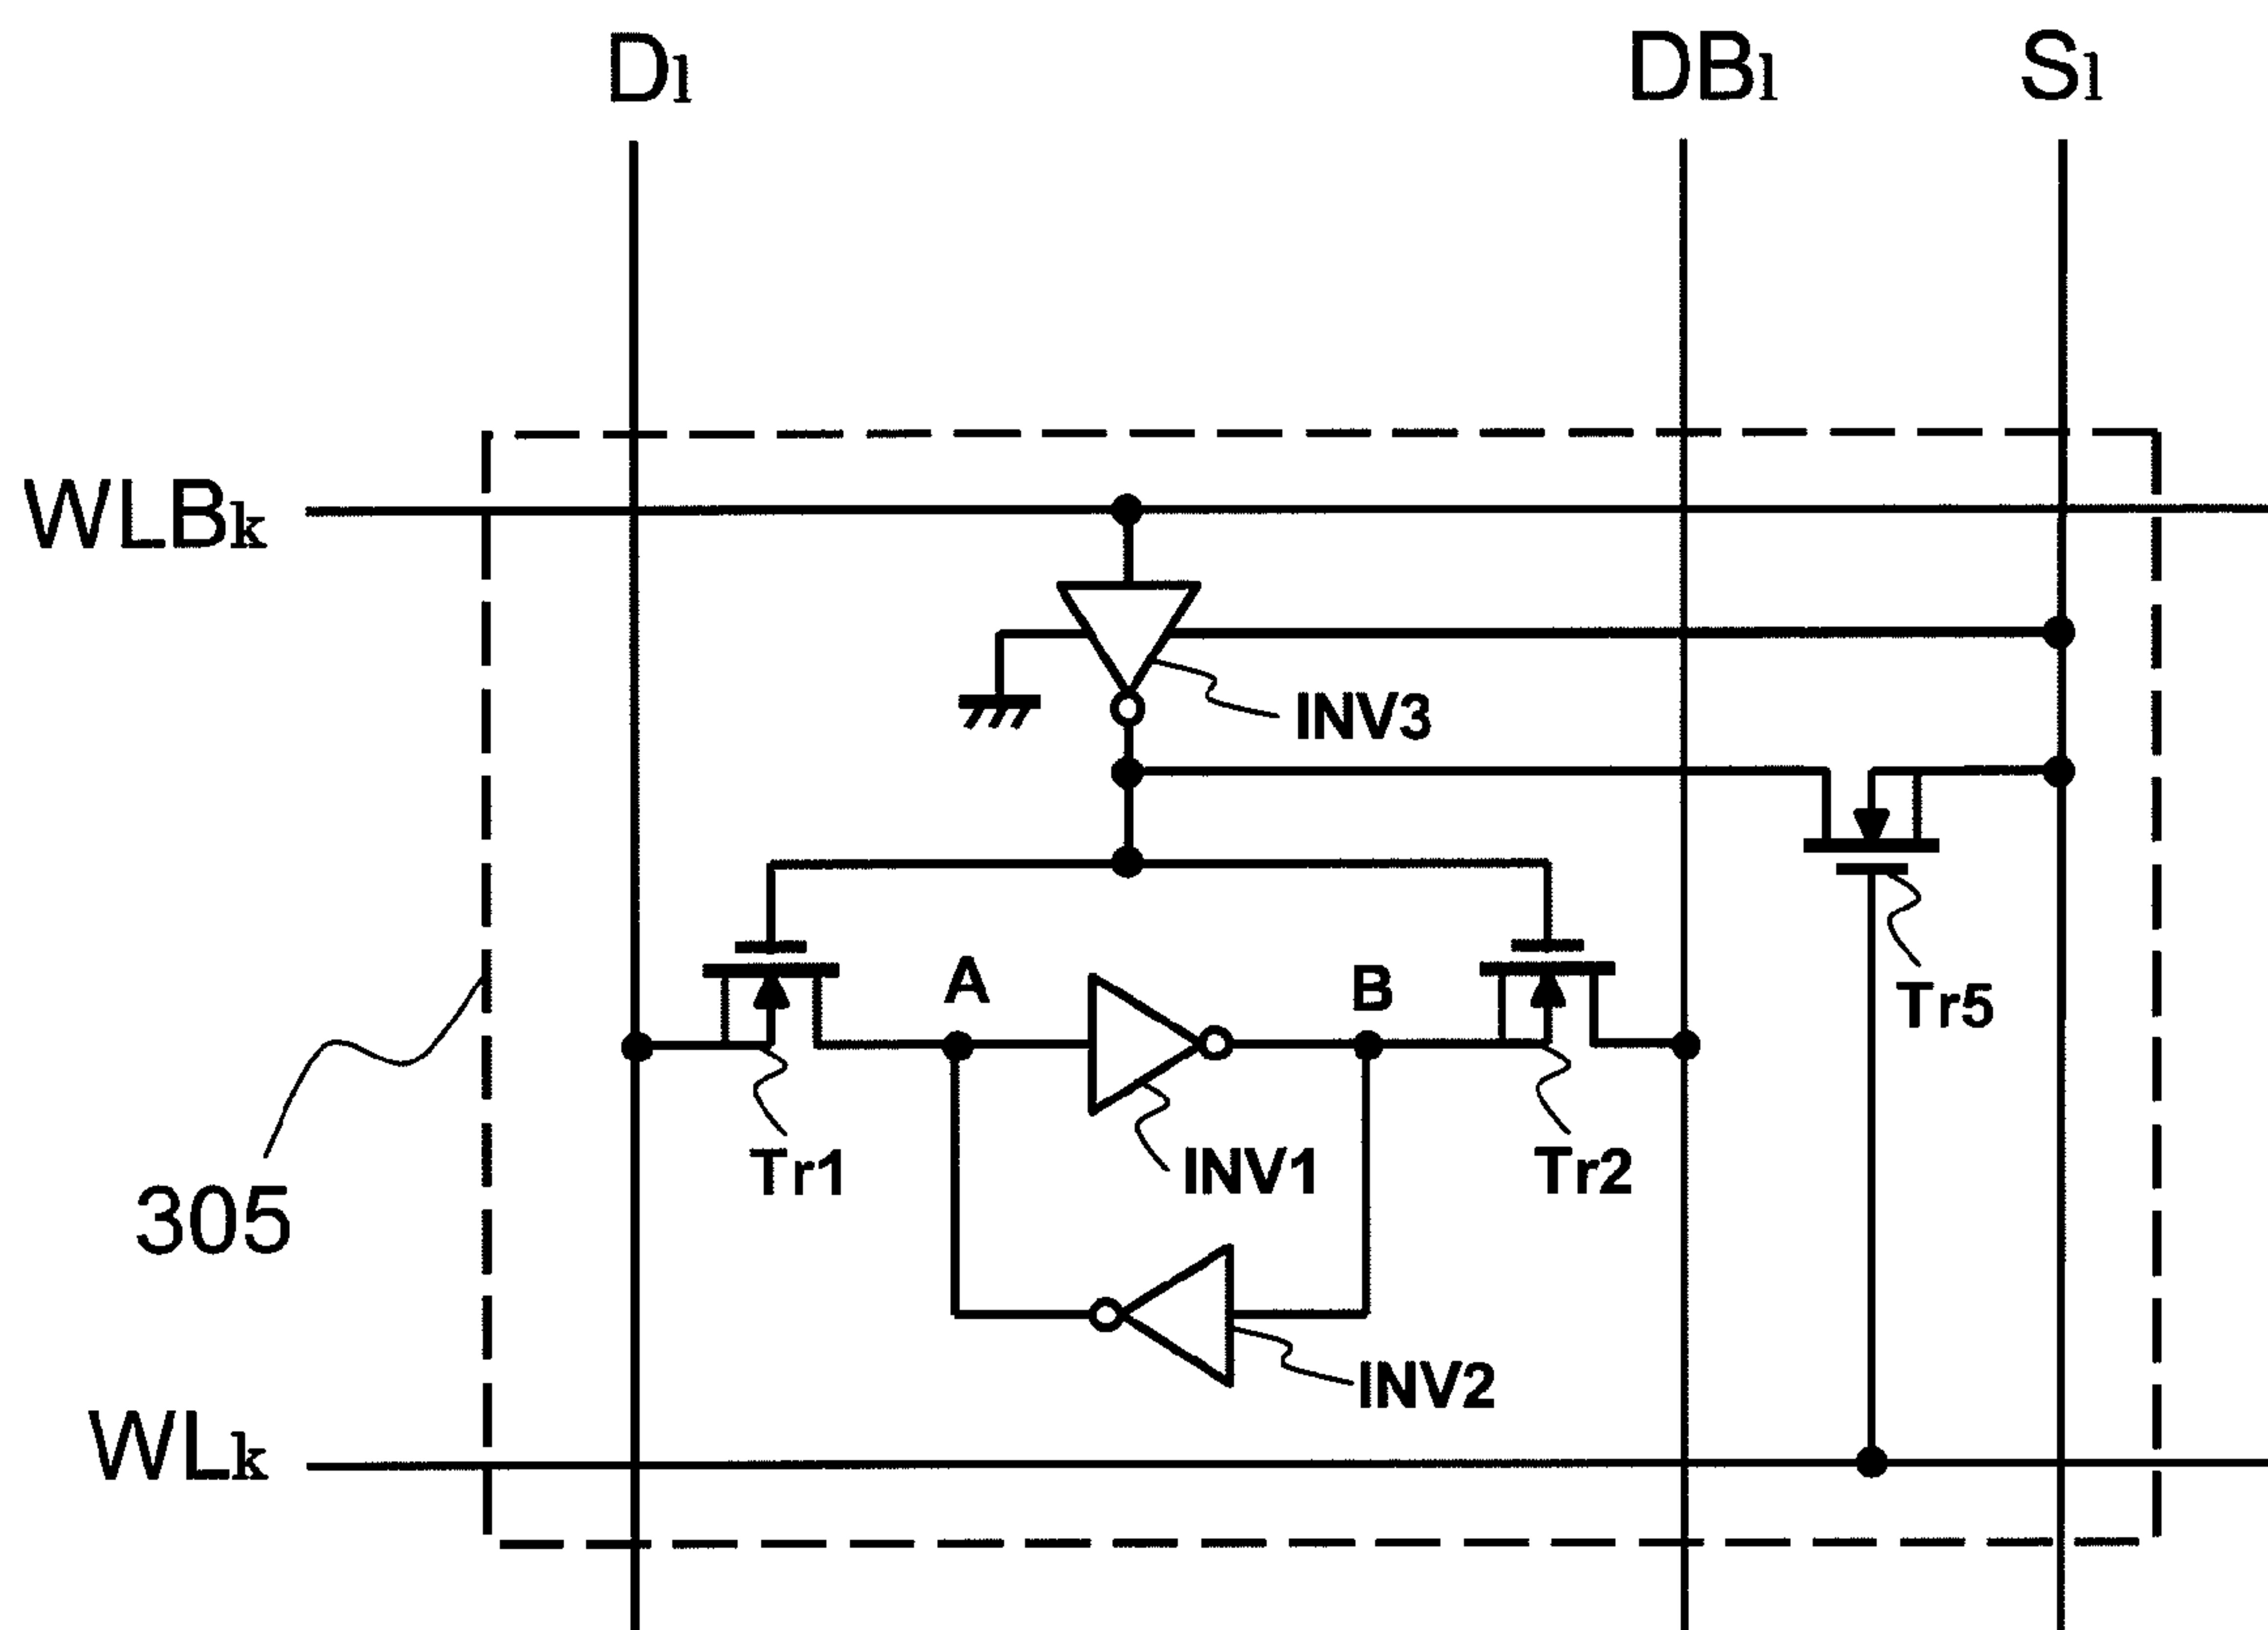 Dl
DBl
Sl
WLBk
INV3
A
B
Tr5
Tr1
INV1
Tr2
305
INV2
WLk